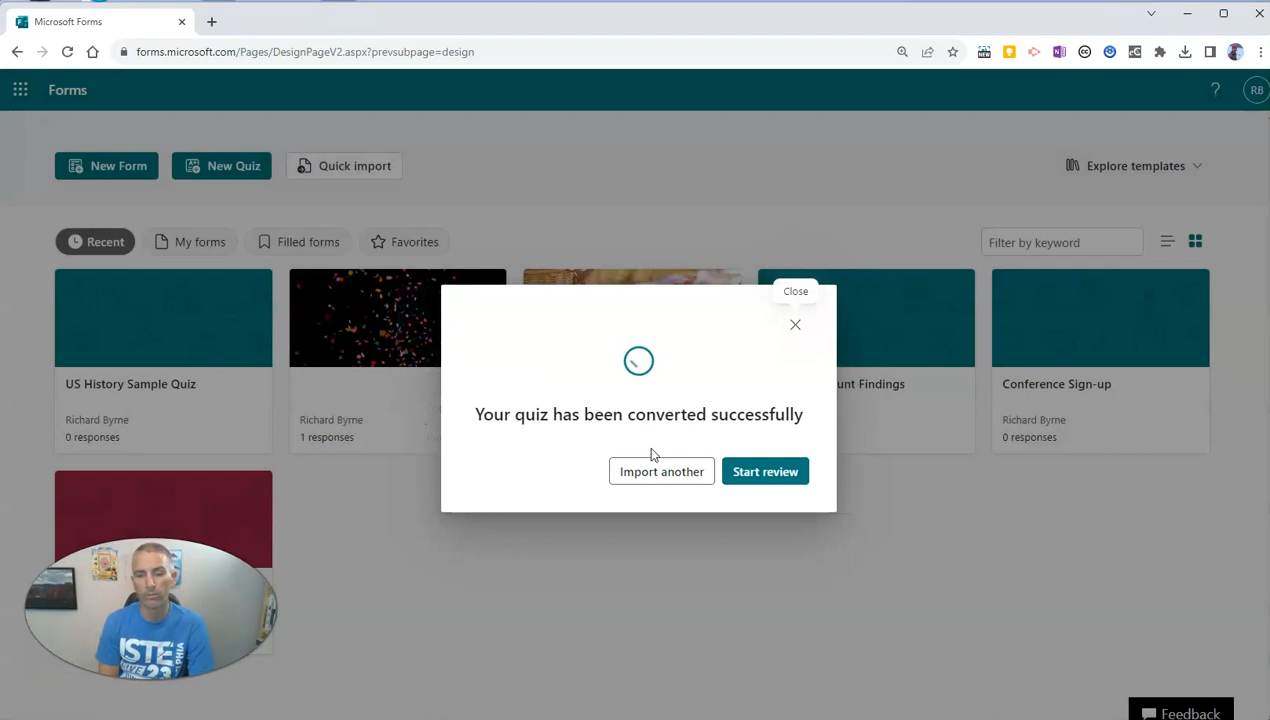 Microsoft Forms
forms.microsoft.com/Pages/DesignPageV2.aspx?prevsubpage=design
Forms
? RB
New Form
New Quiz
Quick import
Explore templates
Recent
My forms
Filled forms
Favorites
Filter by keyword
Close
Your quiz has been converted successfully
Import another
Start review
US History Sample Quiz
Richard Byrne
0 responses
Richard Byrne
1 responses
Findings
Conference Sign-up
Richard Byrne
0 responses
ISTE
23
Feedback